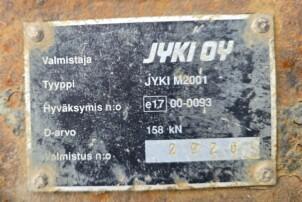 Valmistaja JYKI OY
Tyyppi JYKI M2001
Hyväksymis n:o e17 00-0093
D-arvo 158 kN
Valmistus n:o